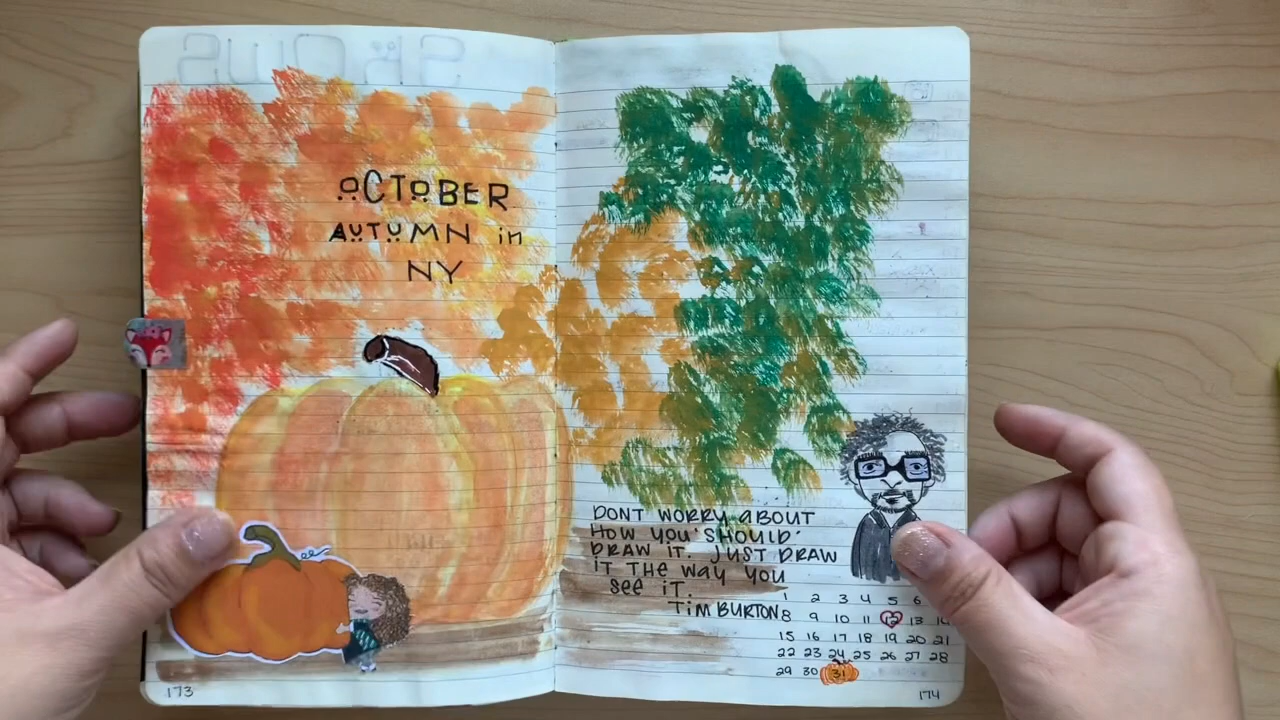 OCTOBER
AUTUMN in
NY
DONT WORRY ABOUT
HOW YOU 'SHOULD'
DRAW IT. JUST DRAW
IT THE WAY YOU
SEE IT.
TIM BURTON
1 2 3 4 5 6
8 9 10 11 12 13 14
15 16 17 18 19 20 21
22 23 24 25 26 27 28
29 30 31
173
174